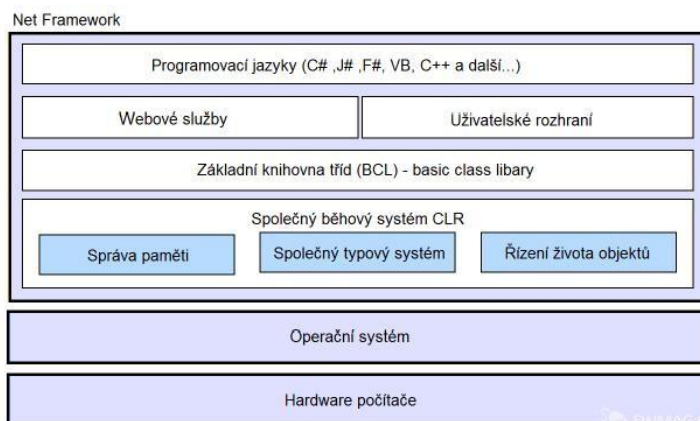 Net Framework
Programovací jazyky (C# ,J# ,F#, VB, C++ a další...)
Webové služby
Uživatelské rozhraní
Základní knihovna tříd (BCL) - basic class libary
Společný běhový systém CLR
Správa paměti
Společný typový systém
Řízení života objektů
Operační systém
Hardware počítače